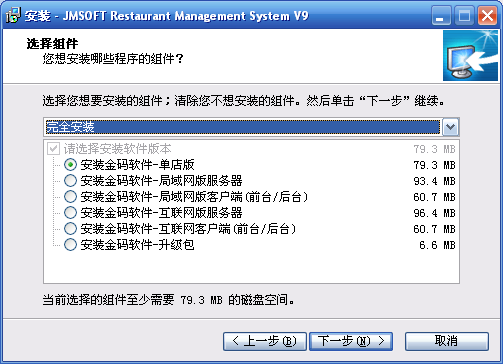 安装 - JMSOFT Restaurant Management System V9
选择组件
您想安装哪些程序的组件？
选择您想要安装的组件；清除您不想安装的组件。然后单击“下一步”继续。
完全安装
请选择安装软件版本 79.3 MB
安装金码软件-单店版 79.3 MB
安装金码软件-局域网版服务器 93.4 MB
安装金码软件-局域网版客户端(前台/后台) 60.7 MB
安装金码软件-互联网版服务器 96.4 MB
安装金码软件-互联网版客户端(前台/后台) 60.7 MB
安装金码软件-升级包 6.6 MB
当前选择的组件至少需要 79.3 MB 的磁盘空间。
< 上一步(B) 下一步(N) > 取消